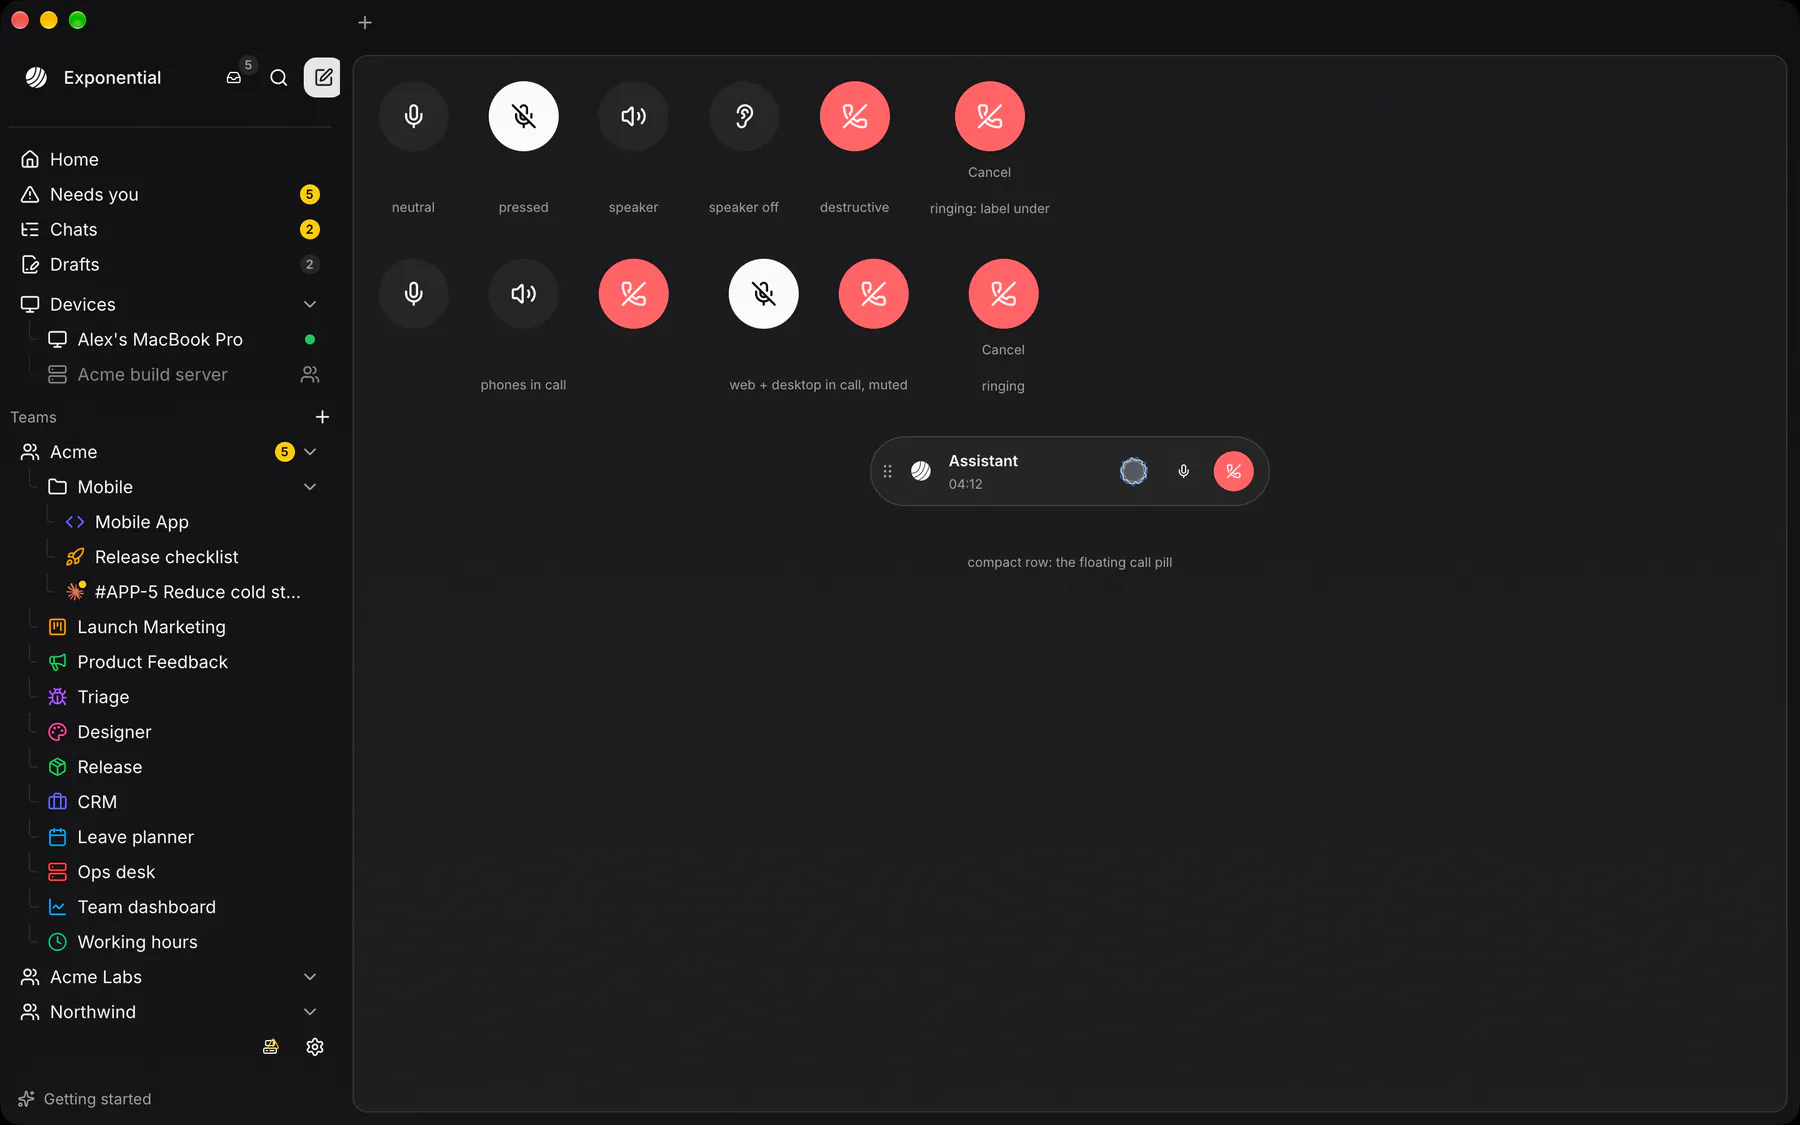 Exponential
5
Home
Needs you
5
Chats
2
Drafts
2
Devices
Alex's MacBook Pro
Acme build server
Teams
Acme
5
Mobile
Mobile App
Release checklist
#APP-5 Reduce cold st...
Launch Marketing
Product Feedback
Triage
Designer
Release
CRM
Leave planner
Ops desk
Team dashboard
Working hours
Acme Labs
Northwind
Getting started
Cancel
neutral
pressed
speaker
speaker off
destructive
ringing: label under
Cancel
phones in call
web + desktop in call, muted
ringing
Assistant
04:12
compact row: the floating call pill